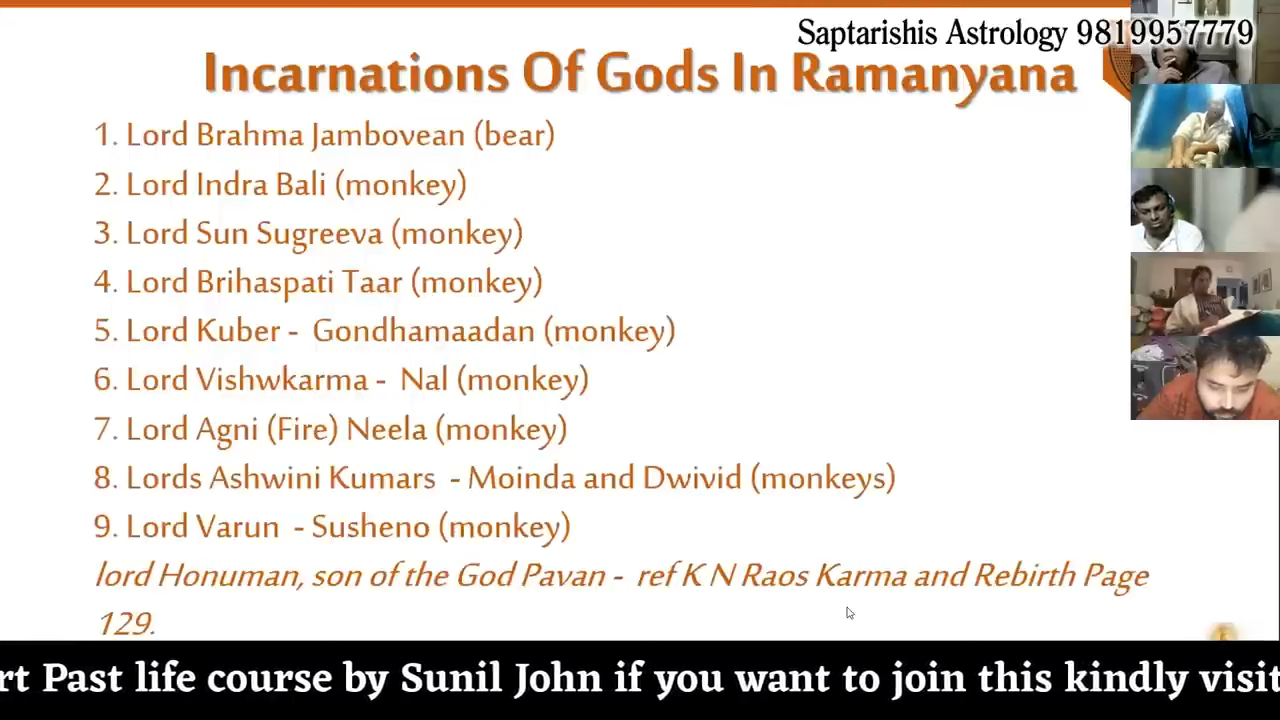 Saptarishis Astrology 9819957779
Incarnations Of Gods In Ramanyana
1. Lord Brahma Jambovean (bear)
2. Lord Indra Bali (monkey)
3. Lord Sun Sugreeva (monkey)
4. Lord Brihaspati Taar (monkey)
5. Lord Kuber - Gondhamaadan (monkey)
6. Lord Vishwkarma - Nal (monkey)
7. Lord Agni (Fire) Neela (monkey)
8. Lords Ashwini Kumars - Moinda and Dwivid (monkeys)
9. Lord Varun - Susheno (monkey)
lord Honuman, son of the God Pavan - ref K N Raos Karma and Rebirth Page
129.
rt Past life course by Sunil John if you want to join this kindly visit